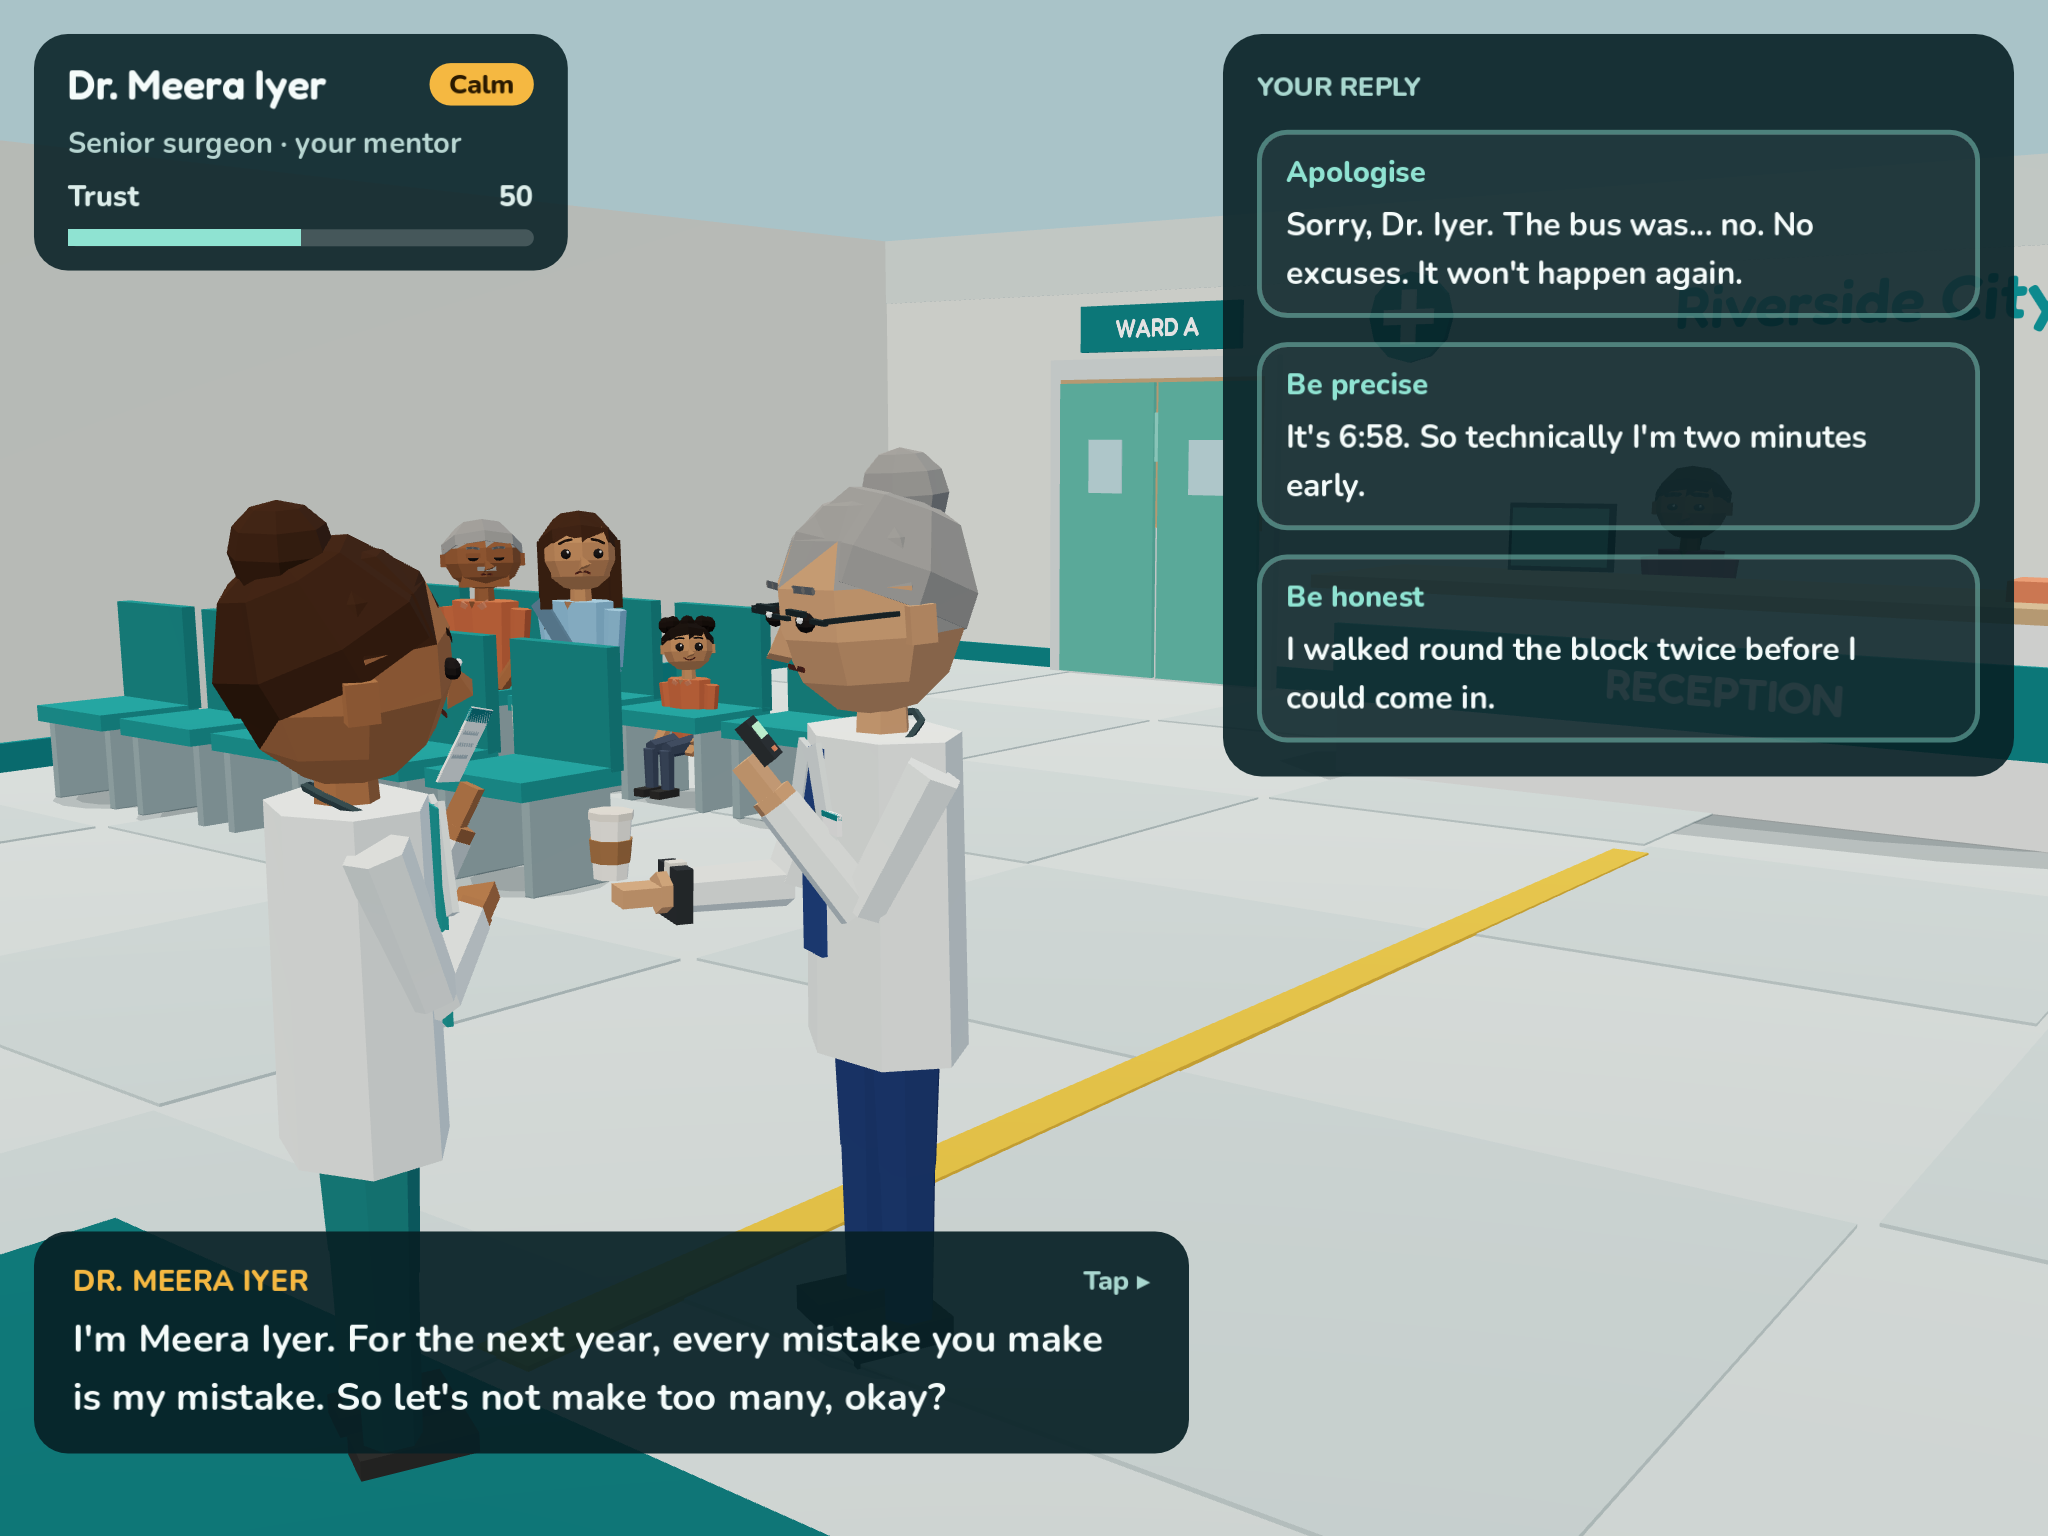 Dr. Meera Iyer
Calm
Senior surgeon · your mentor
Trust
50
YOUR REPLY
Apologise
Sorry, Dr. Iyer. The bus was... no. No
excuses. It won't happen again.
Be precise
It's 6:58. So technically I'm two minutes
early.
Be honest
I walked round the block twice before I
could come in.
WARD A
Riverside City
RECEPTION
DR. MEERA IYER
Tap ▸
I'm Meera Iyer. For the next year, every mistake you make
is my mistake. So let's not make too many, okay?